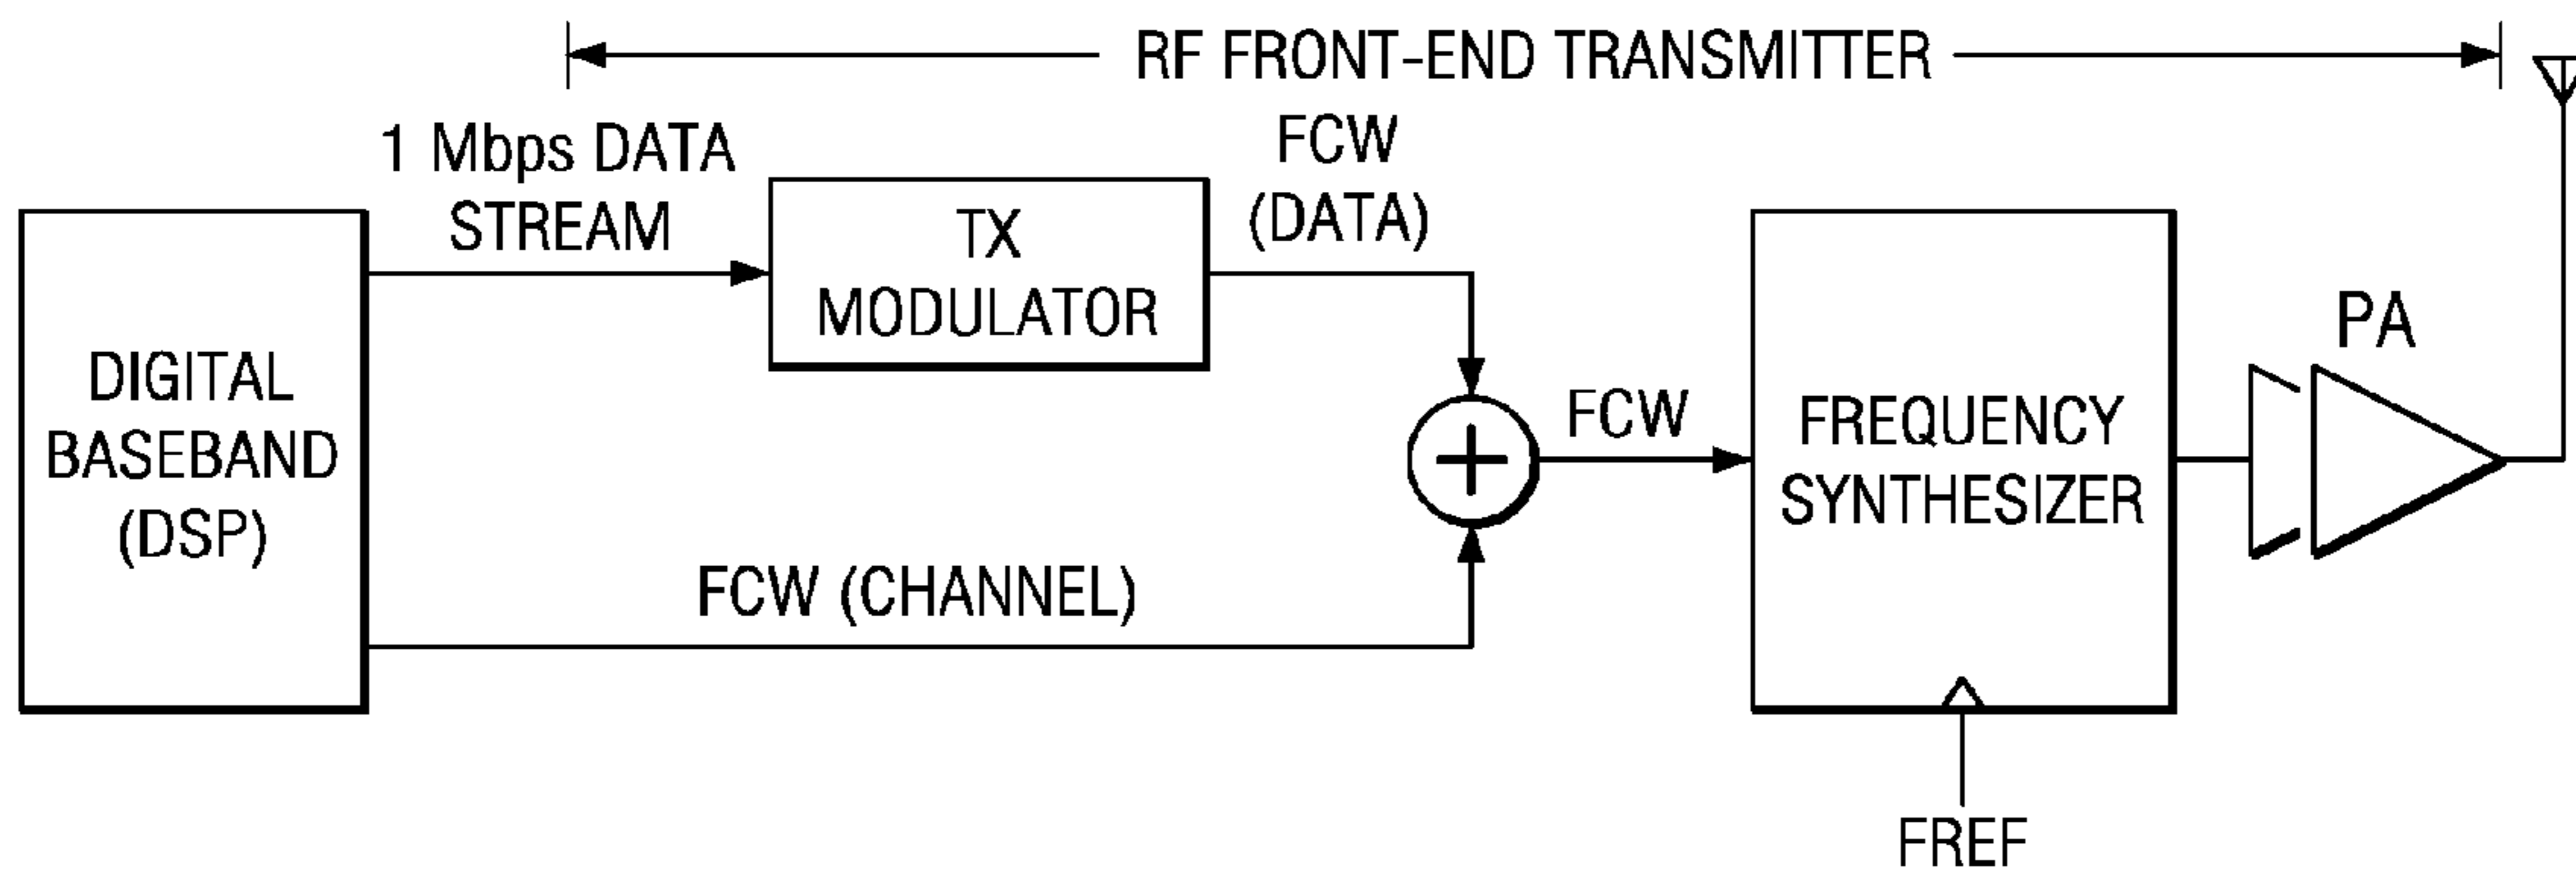 RF FRONT-END TRANSMITTER
1 Mbps DATA
STREAM
FCW
(DATA)
TX
MODULATOR
PA
DIGITAL
BASEBAND
(DSP)
FCW
FREQUENCY
SYNTHESIZER
FCW (CHANNEL)
FREF